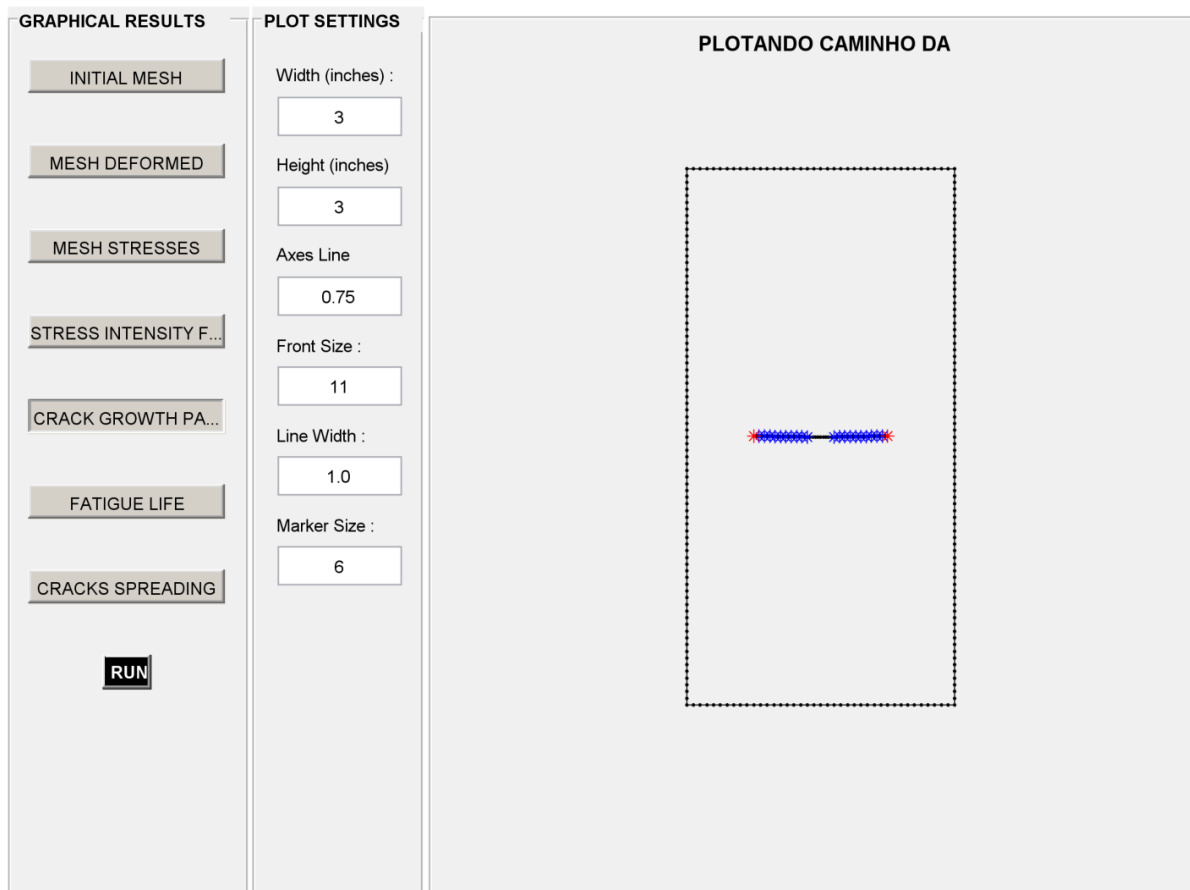 GRAPHICAL RESULTS
INITIAL MESH
MESH DEFORMED
MESH STRESSES
STRESS INTENSITY F...
CRACK GROWTH PA...
FATIGUE LIFE
CRACKS SPREADING
RUN
PLOT SETTINGS
Width (inches) :
3
Height (inches)
3
Axes Line
0.75
Front Size :
11
Line Width :
1.0
Marker Size :
6
PLOTANDO CAMINHO DA